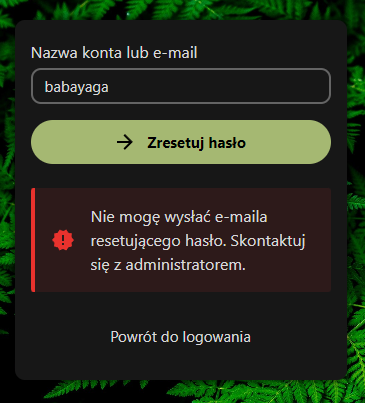 Nazwa konta lub e-mail
babayaga
Zresetuj hasło
Nie mogę wysłać e-maila
resetującego hasło. Skontaktuj
się z administratorem.
Powrót do logowania